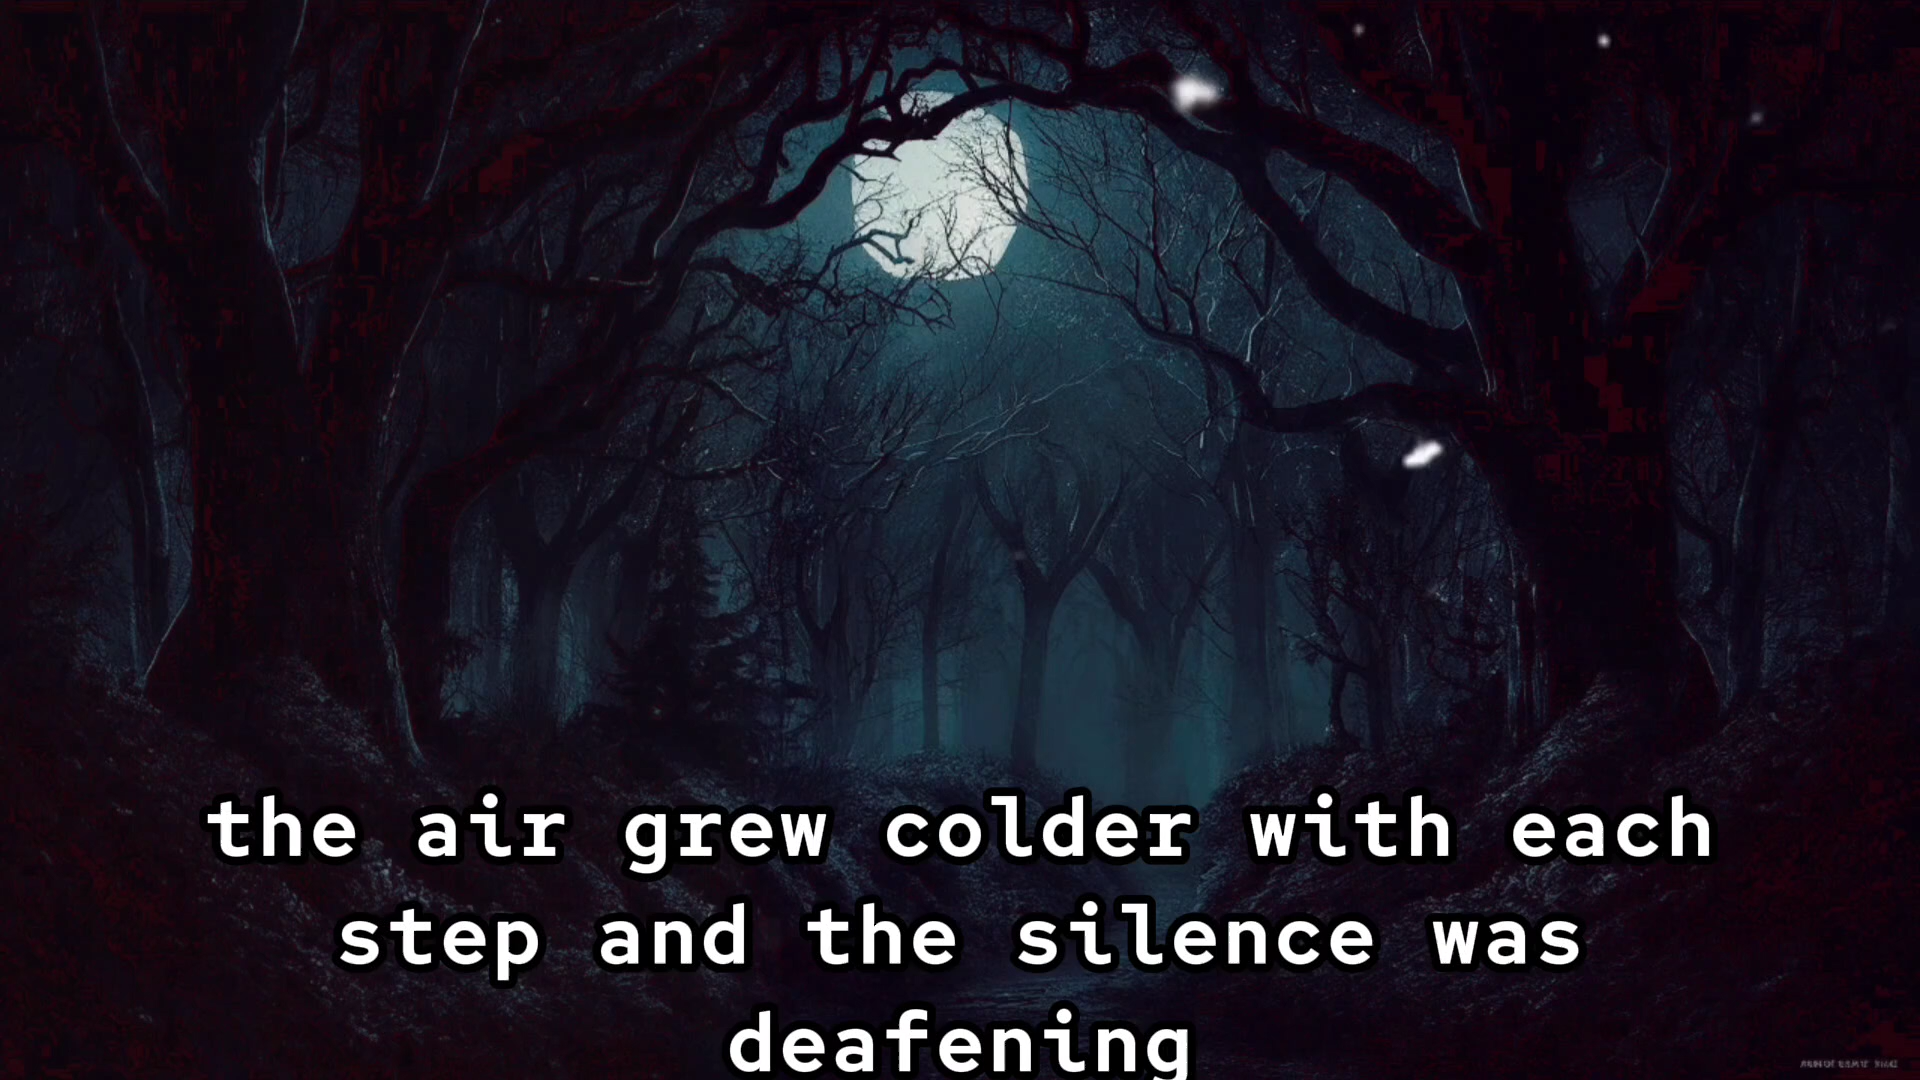 the air grew colder with each
step and the silence was
deafening